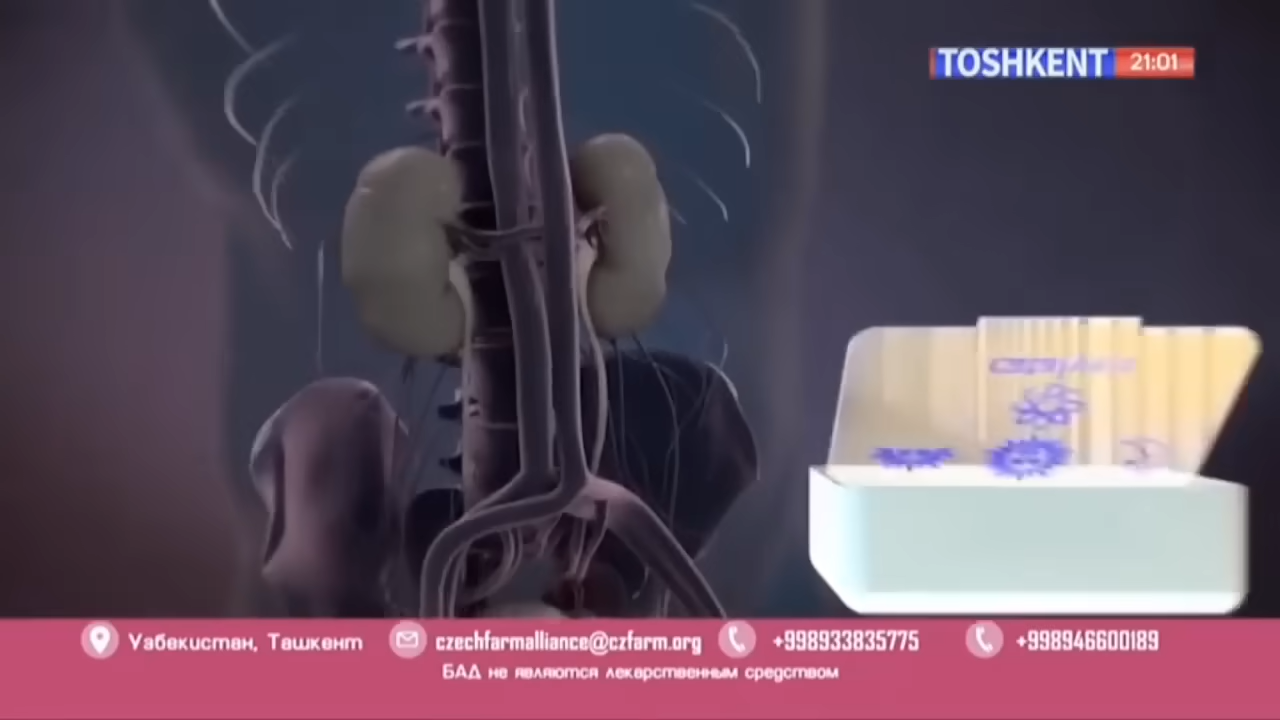 TOSHKENT 21:01
Узбекистан, Ташкент czechfarmalliance@czfarm.org +998933835775 +998946600189
БАД не являются лекарственным средством